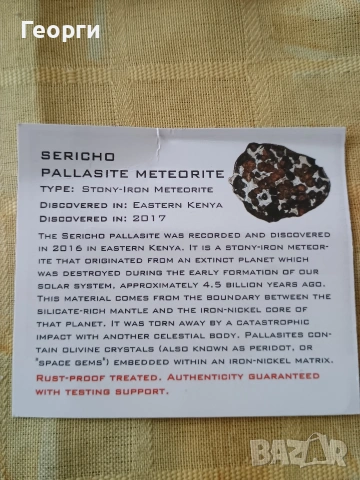 Георги
SERICHO
PALLASITE METEORITE
TYPE: STONY-IRON METEORITE
DISCOVERED IN: EASTERN KENYA
DISCOVERED IN: 2017
THE SERICHO PALLASITE WAS RECORDED AND DISCOVERED
IN 2016 IN EASTERN KENYA. IT IS A STONY-IRON METEOR-
ITE THAT ORIGINATED FROM AN EXTINCT PLANET WHICH
WAS DESTROYED DURING THE EARLY FORMATION OF OUR
SOLAR SYSTEM, APPROXIMATELY 4.5 BILLION YEARS AGO.
THIS MATERIAL COMES FROM THE BOUNDARY BETWEEN THE
SILICATE-RICH MANTLE AND THE IRON-NICKEL CORE OF
THAT PLANET. IT WAS TORN AWAY BY A CATASTROPHIC
IMPACT WITH ANOTHER CELESTIAL BODY. PALLASITES CON-
TAIN OLIVINE CRYSTALS (ALSO KNOWN AS PERIDOT, OR
"SPACE GEMS") EMBEDDED WITHIN AN IRON-NICKEL MATRIX.
RUST-PROOF TREATED. AUTHENTICITY GUARANTEED
WITH TESTING SUPPORT.
BAZAR